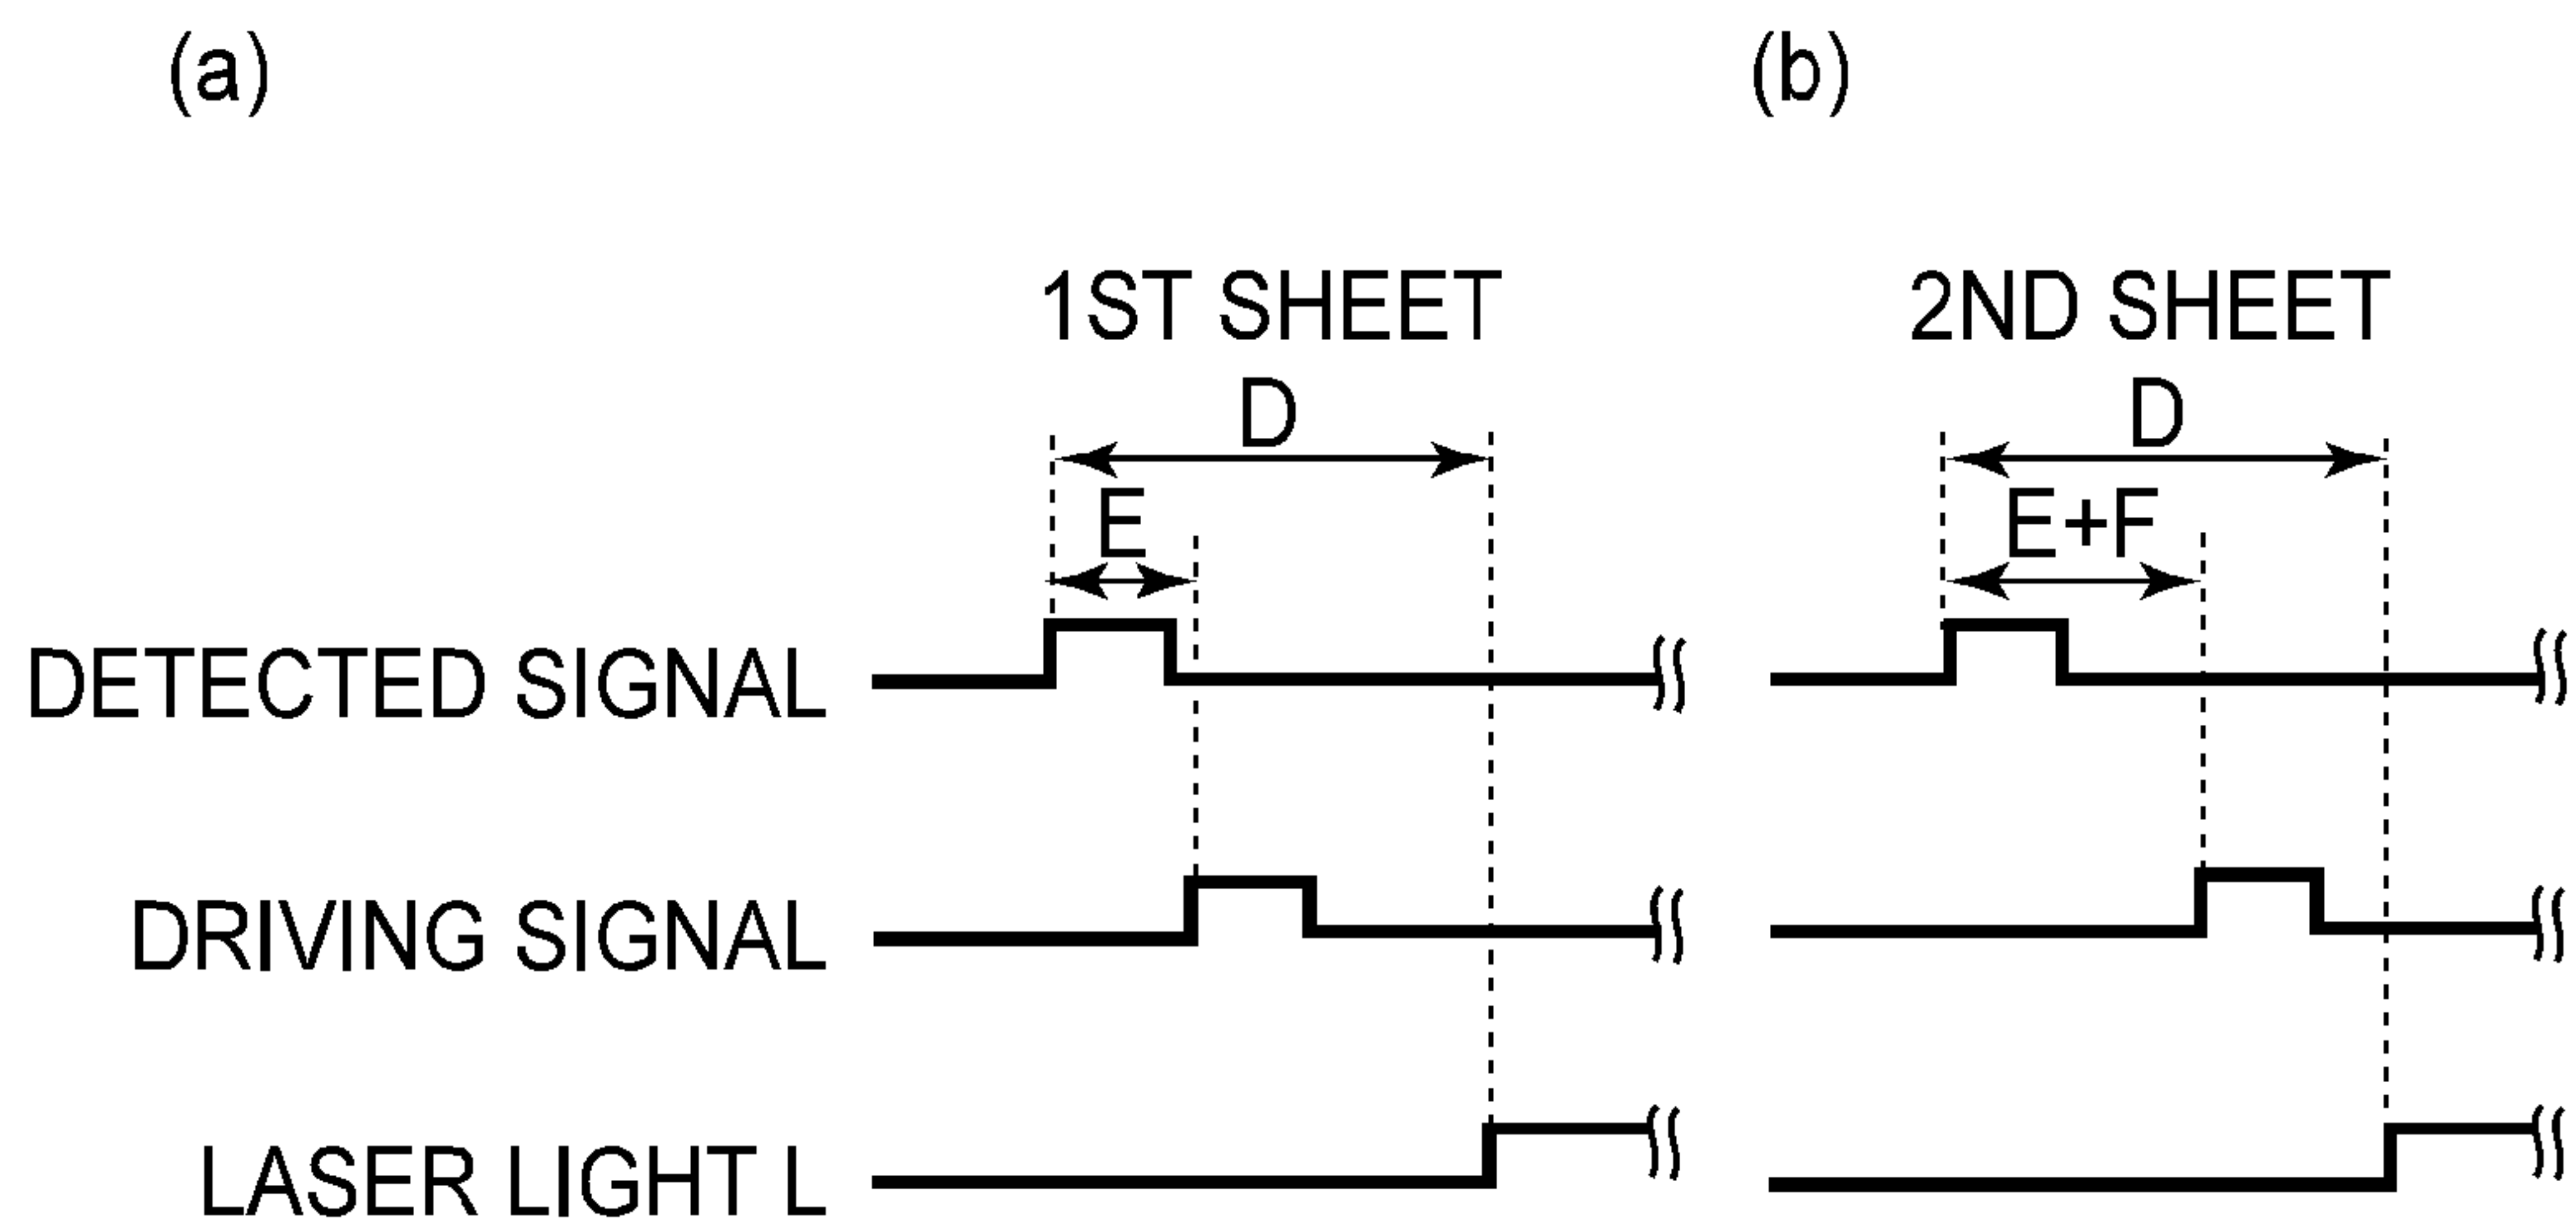 (a)
(b)
1ST SHEET
2ND SHEET
D
D
E
E+F
DETECTED SIGNAL
DRIVING SIGNAL
LASER LIGHT L